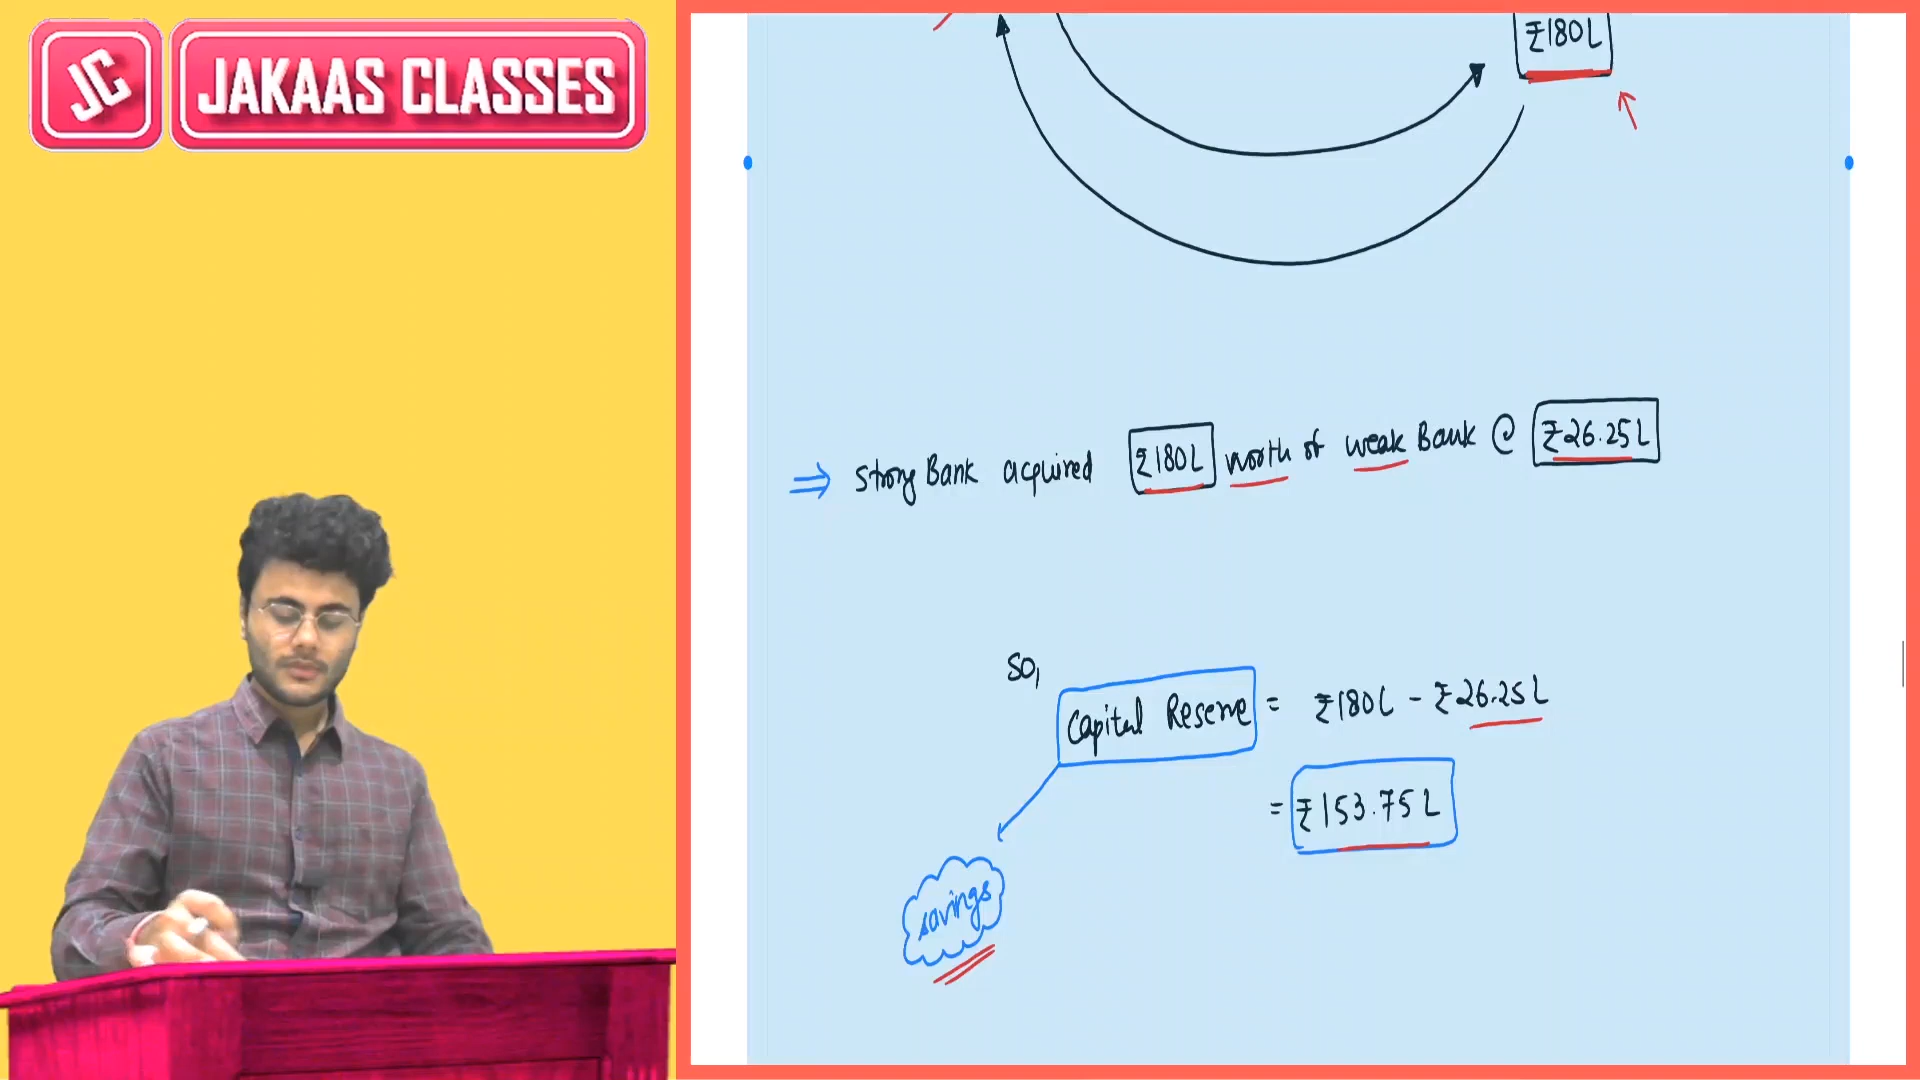 JC JAKAAS CLASSES
₹180L
⇒ Strong Bank acquired ₹180L worth of weak Bank @ ₹26.25L
So,
Capital Reserve = ₹180L - ₹26.25L
= ₹153.75L
savings